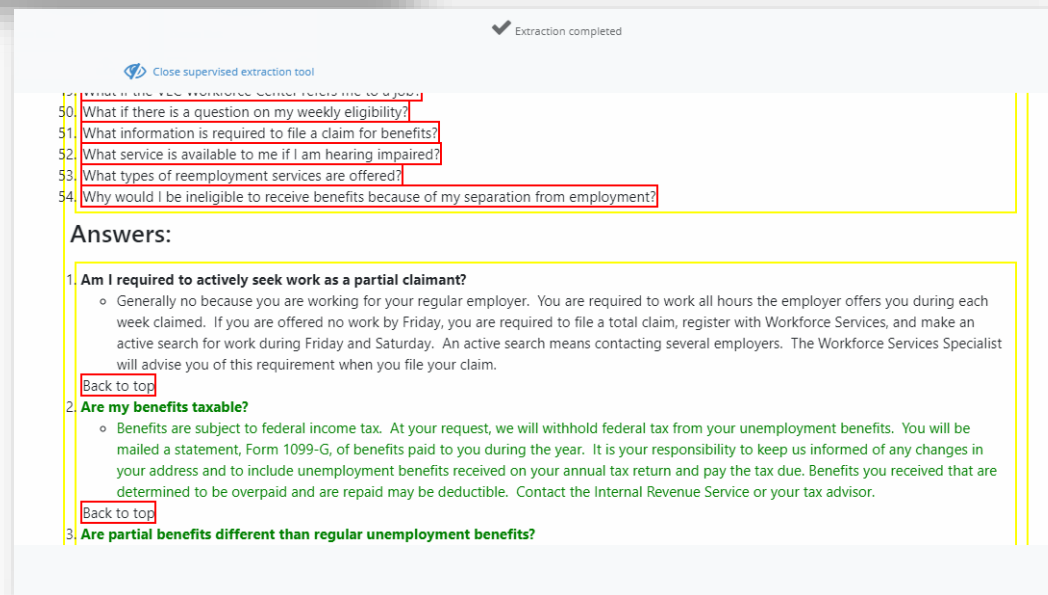 Extraction completed
Close supervised extraction tool
49. What if the VEC Workforce Center refers me to a job?
50. What if there is a question on my weekly eligibility?
51. What information is required to file a claim for benefits?
52. What service is available to me if I am hearing impaired?
53. What types of reemployment services are offered?
54. Why would I be ineligible to receive benefits because of my separation from employment?
Answers:
1. Am I required to actively seek work as a partial claimant?
Generally no because you are working for your regular employer.  You are required to work all hours the employer offers you during each
week claimed.  If you are offered no work by Friday, you are required to file a total claim, register with Workforce Services, and make an
active search for work during Friday and Saturday.  An active search means contacting several employers.  The Workforce Services Specialist
will advise you of this requirement when you file your claim.
Back to top
2. Are my benefits taxable?
Benefits are subject to federal income tax.  At your request, we will withhold federal tax from your unemployment benefits.  You will be
mailed a statement, Form 1099-G, of benefits paid to you during the year.  It is your responsibility to keep us informed of any changes in
your address and to include unemployment benefits received on your annual tax return and pay the tax due. Benefits you received that are
determined to be overpaid and are repaid may be deductible.  Contact the Internal Revenue Service or your tax advisor.
Back to top
3. Are partial benefits different than regular unemployment benefits?